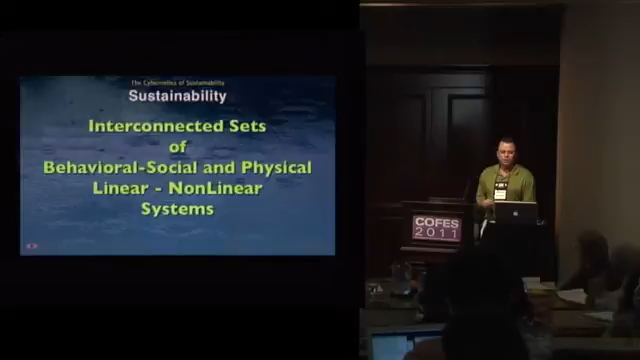 The Cybernetics of Sustainability
Sustainability
Interconnected Sets
of
Behavioral-Social and Physical
Linear - NonLinear
Systems
COFES
2011